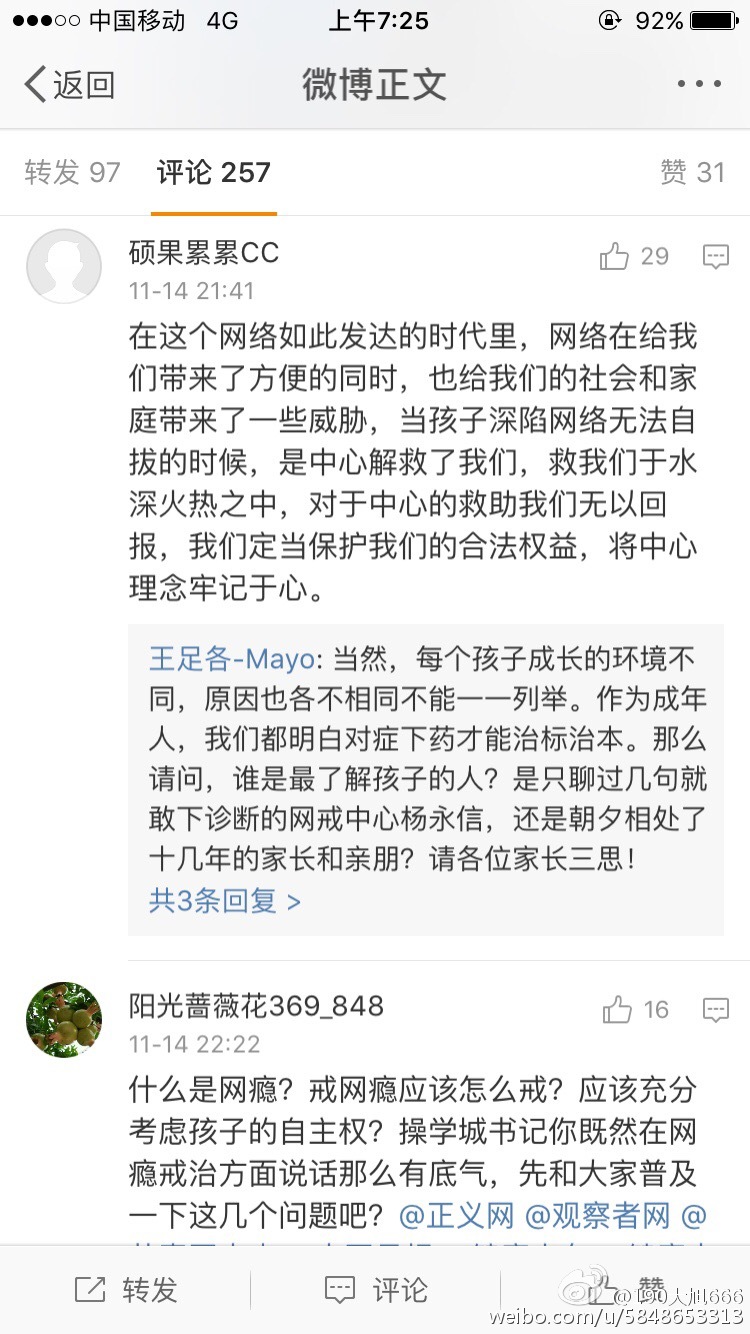 中国移动 4G 上午7:25 92%
返回 微博正文
转发 97 评论 257 赞 31
硕果累累CC 29
11-14 21:41
在这个网络如此发达的时代里，网络在给我
们带来了方便的同时，也给我们的社会和家
庭带来了一些威胁，当孩子深陷网络无法自
拔的时候，是中心解救了我们，救我们于水
深火热之中，对于中心的救助我们无以回
报，我们定当保护我们的合法权益，将中心
理念牢记于心。
王足各-Mayo: 当然，每个孩子成长的环境不
同，原因也各不相同不能一一列举。作为成年
人，我们都明白对症下药才能治标治本。那么
请问，谁是最了解孩子的人？是只聊过几句就
敢下诊断的网戒中心杨永信，还是朝夕相处了
十几年的家长和亲朋？请各位家长三思！
共3条回复 >
阳光蔷薇花369_848 16
11-14 22:22
什么是网瘾？戒网瘾应该怎么戒？应该充分
考虑孩子的自主权？操学城书记你既然在网
瘾戒治方面说话那么有底气，先和大家普及
一下这几个问题吧？@正义网 @观察者网 @
转发 评论 赞
weibo.com/u/5848653313